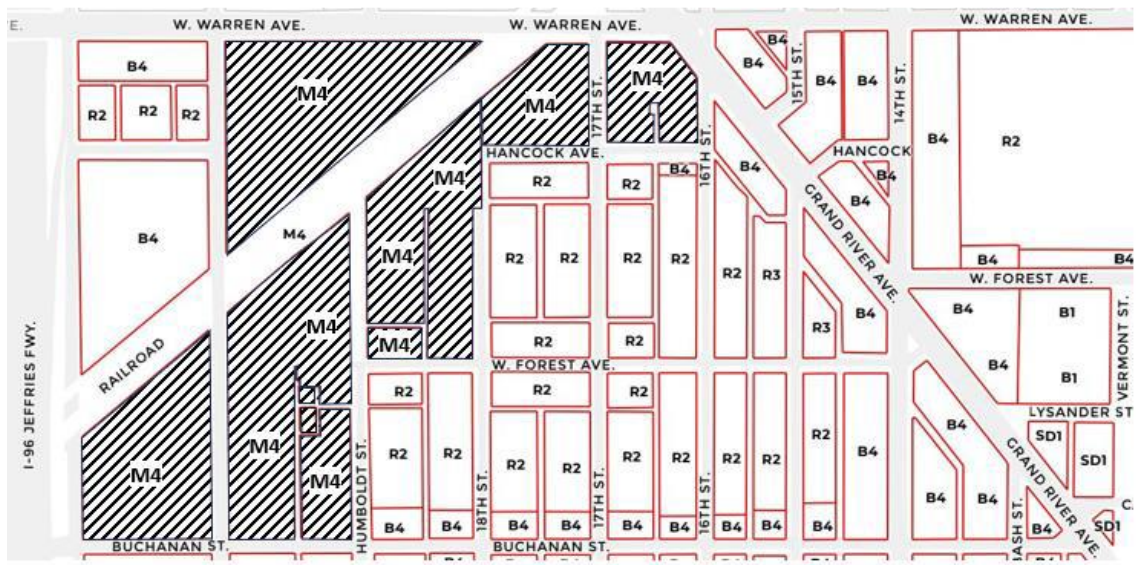 E.
W. WARREN AVE.
W. WARREN AVE.
W. WARREN AVE.
B4
M4
M4
17TH ST.
M4
B4
B4
15TH ST.
B4
B4
14TH ST.
R2
R2
R2
B4
R2
HANCOCK AVE.
16TH ST.
HANCOCK
M4
R2
R2
B4
B4
B4
B4
GRAND RIVER AVE.
B4
M4
M4
R2
R2
R2
R2
R2
R3
B4
B4
W. FOREST AVE.
I-96 JEFFRIES FWY.
RAILROAD
M4
M4
R2
R2
R3
B4
B4
B1
VERMONT ST.
W. FOREST AVE.
B4
B1
R2
R2
R2
LYSANDER ST
M4
M4
M4
HUMBOLDT ST.
R2
R2
18TH ST.
R2
R2
17TH ST.
R2
R2
16TH ST.
R2
R2
R2
B4
B4
SD1
SD1
GRAND RIVER AVE.
B4
B4
B4
B4
B4
B4
B4
B4
B4
B4
B4
B4
SD1
BUCHANAN ST.
BUCHANAN ST.